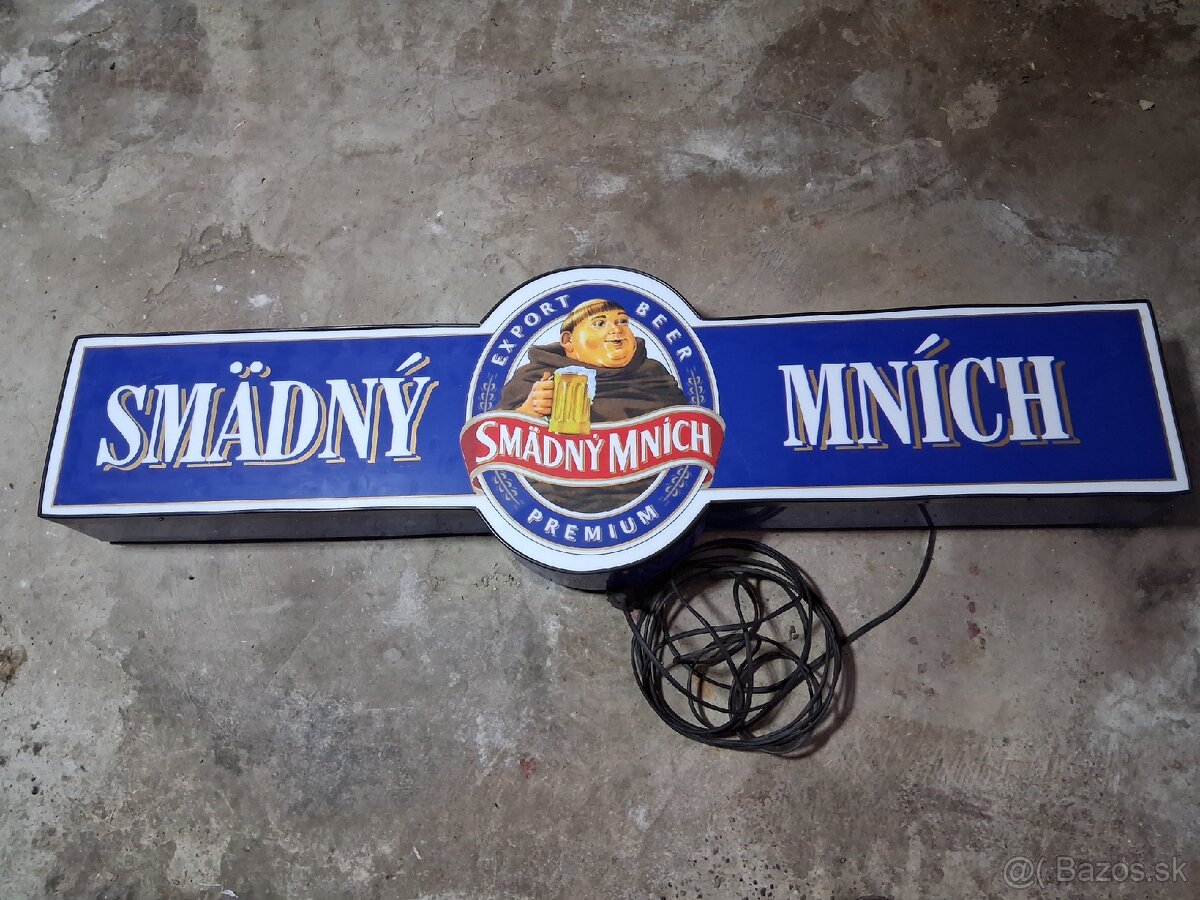 SMÄDNÝ
EXPORT BEER
SMÄDNÝ MNÍCH
PREMIUM
MNÍCH
@( Bazos.sk